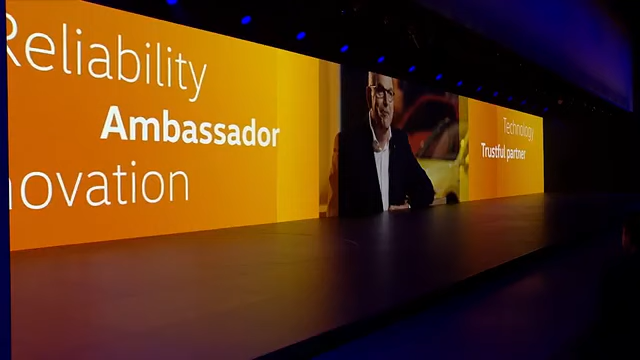 Reliability
Ambassador
novation
Technology
Trustful partner